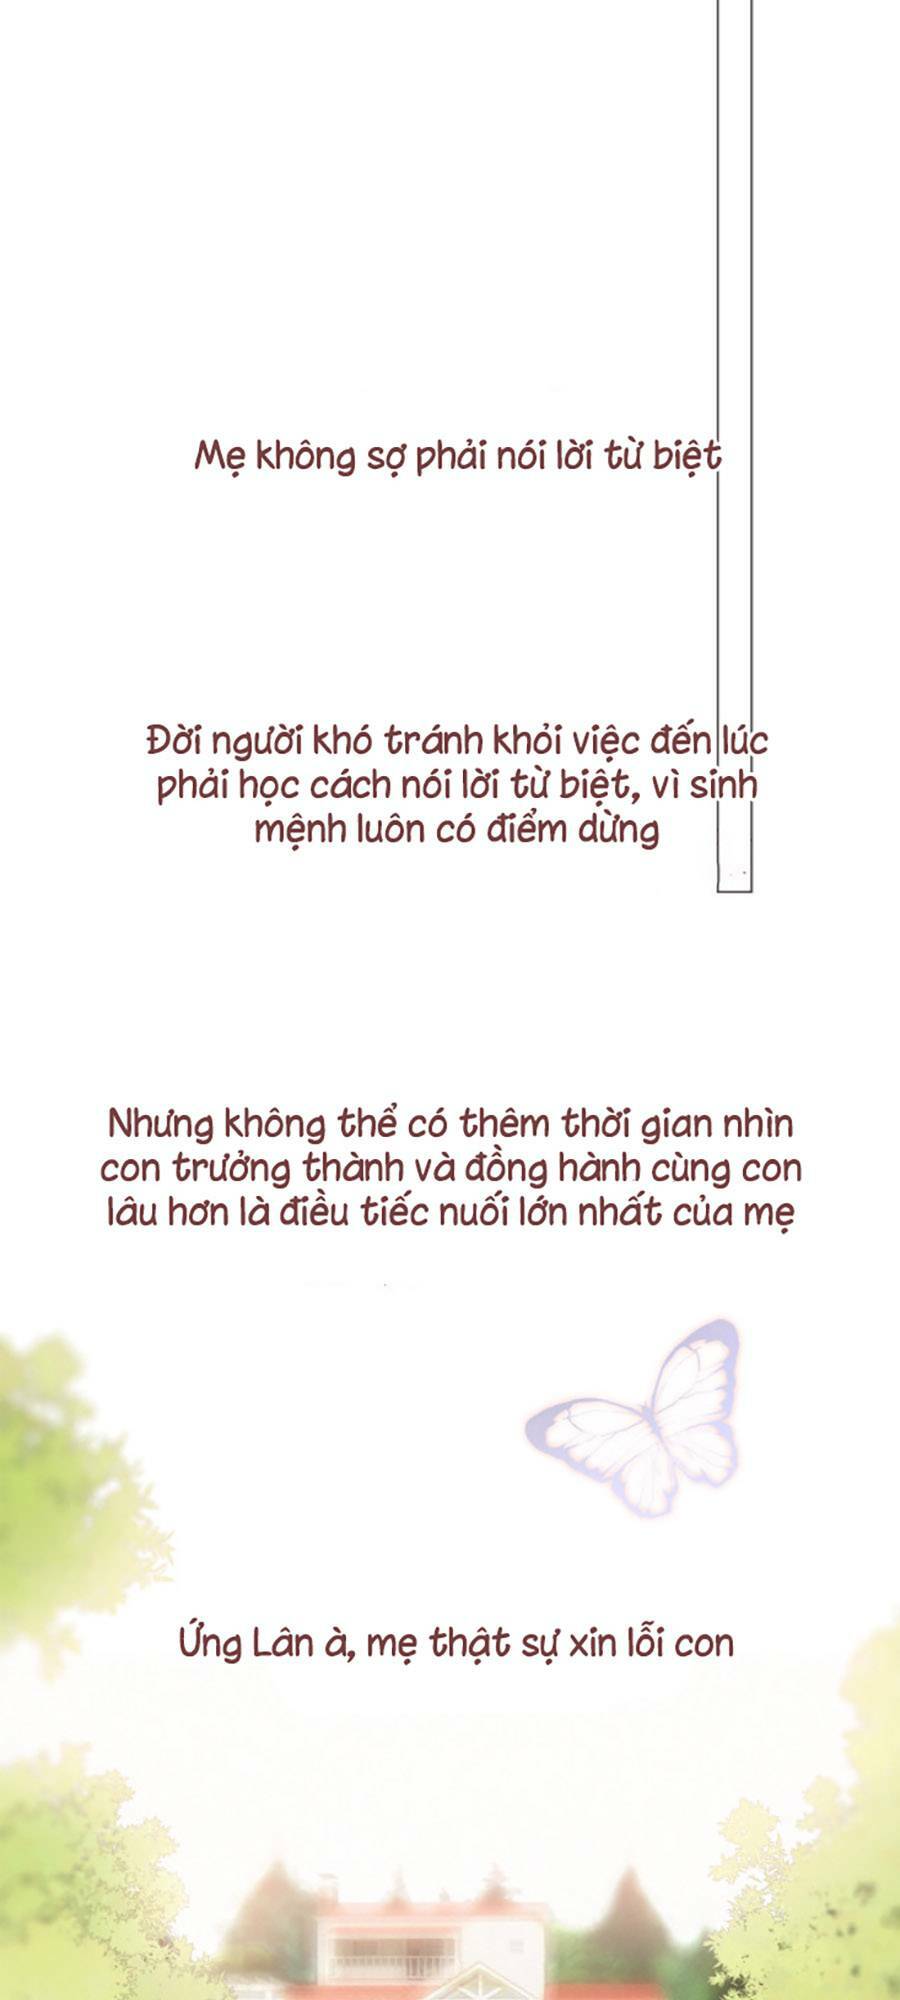 Mẹ không sợ phải nói lời từ biệt
Đời người khó tránh khỏi việc đến lúc
phải học cách nói lời từ biệt, vì sinh
mệnh luôn có điểm dừng
Nhưng không thể có thêm thời gian nhìn
con trưởng thành và đồng hành cùng con
lâu hơn là điều tiếc nuối lớn nhất của mẹ
Ứng Lân à, mẹ thật sự xin lỗi con